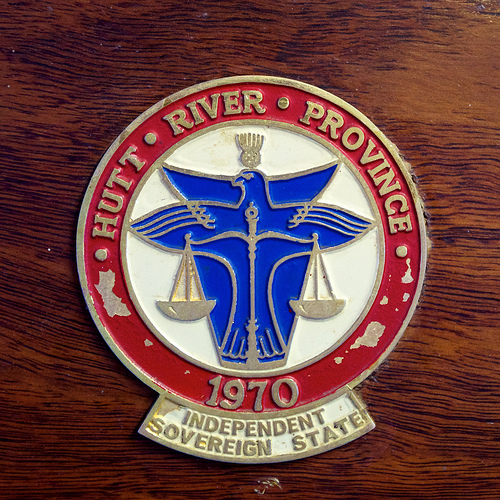 HUTT • RIVER • PROVINCE
1970
INDEPENDENT
SOVEREIGN STATE